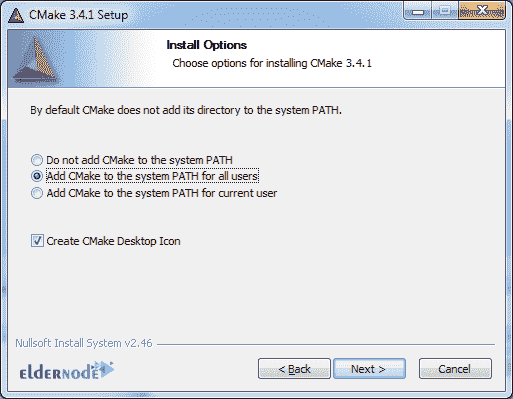 CMake 3.4.1 Setup
Install Options
Choose options for installing CMake 3.4.1
By default CMake does not add its directory to the system PATH.
Do not add CMake to the system PATH
Add CMake to the system PATH for all users
Add CMake to the system PATH for current user
Create CMake Desktop Icon
Nullsoft Install System v2.46
eldernode
< Back
Next >
Cancel